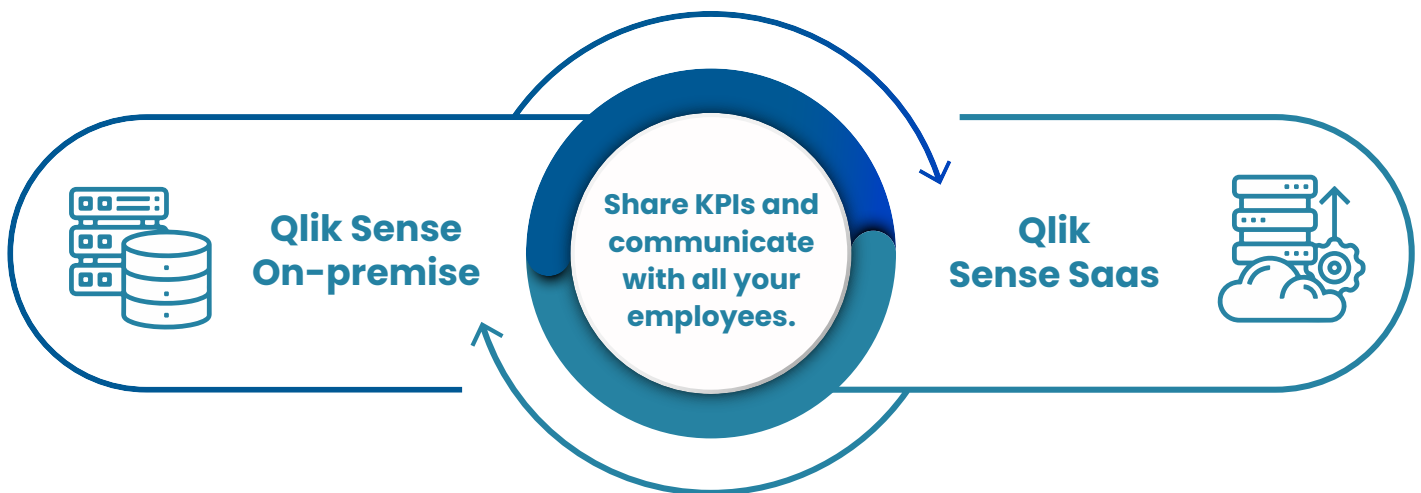 Qlik Sense
On-premise
Share KPIs and
communicate
with all your
employees.
Qlik
Sense Saas